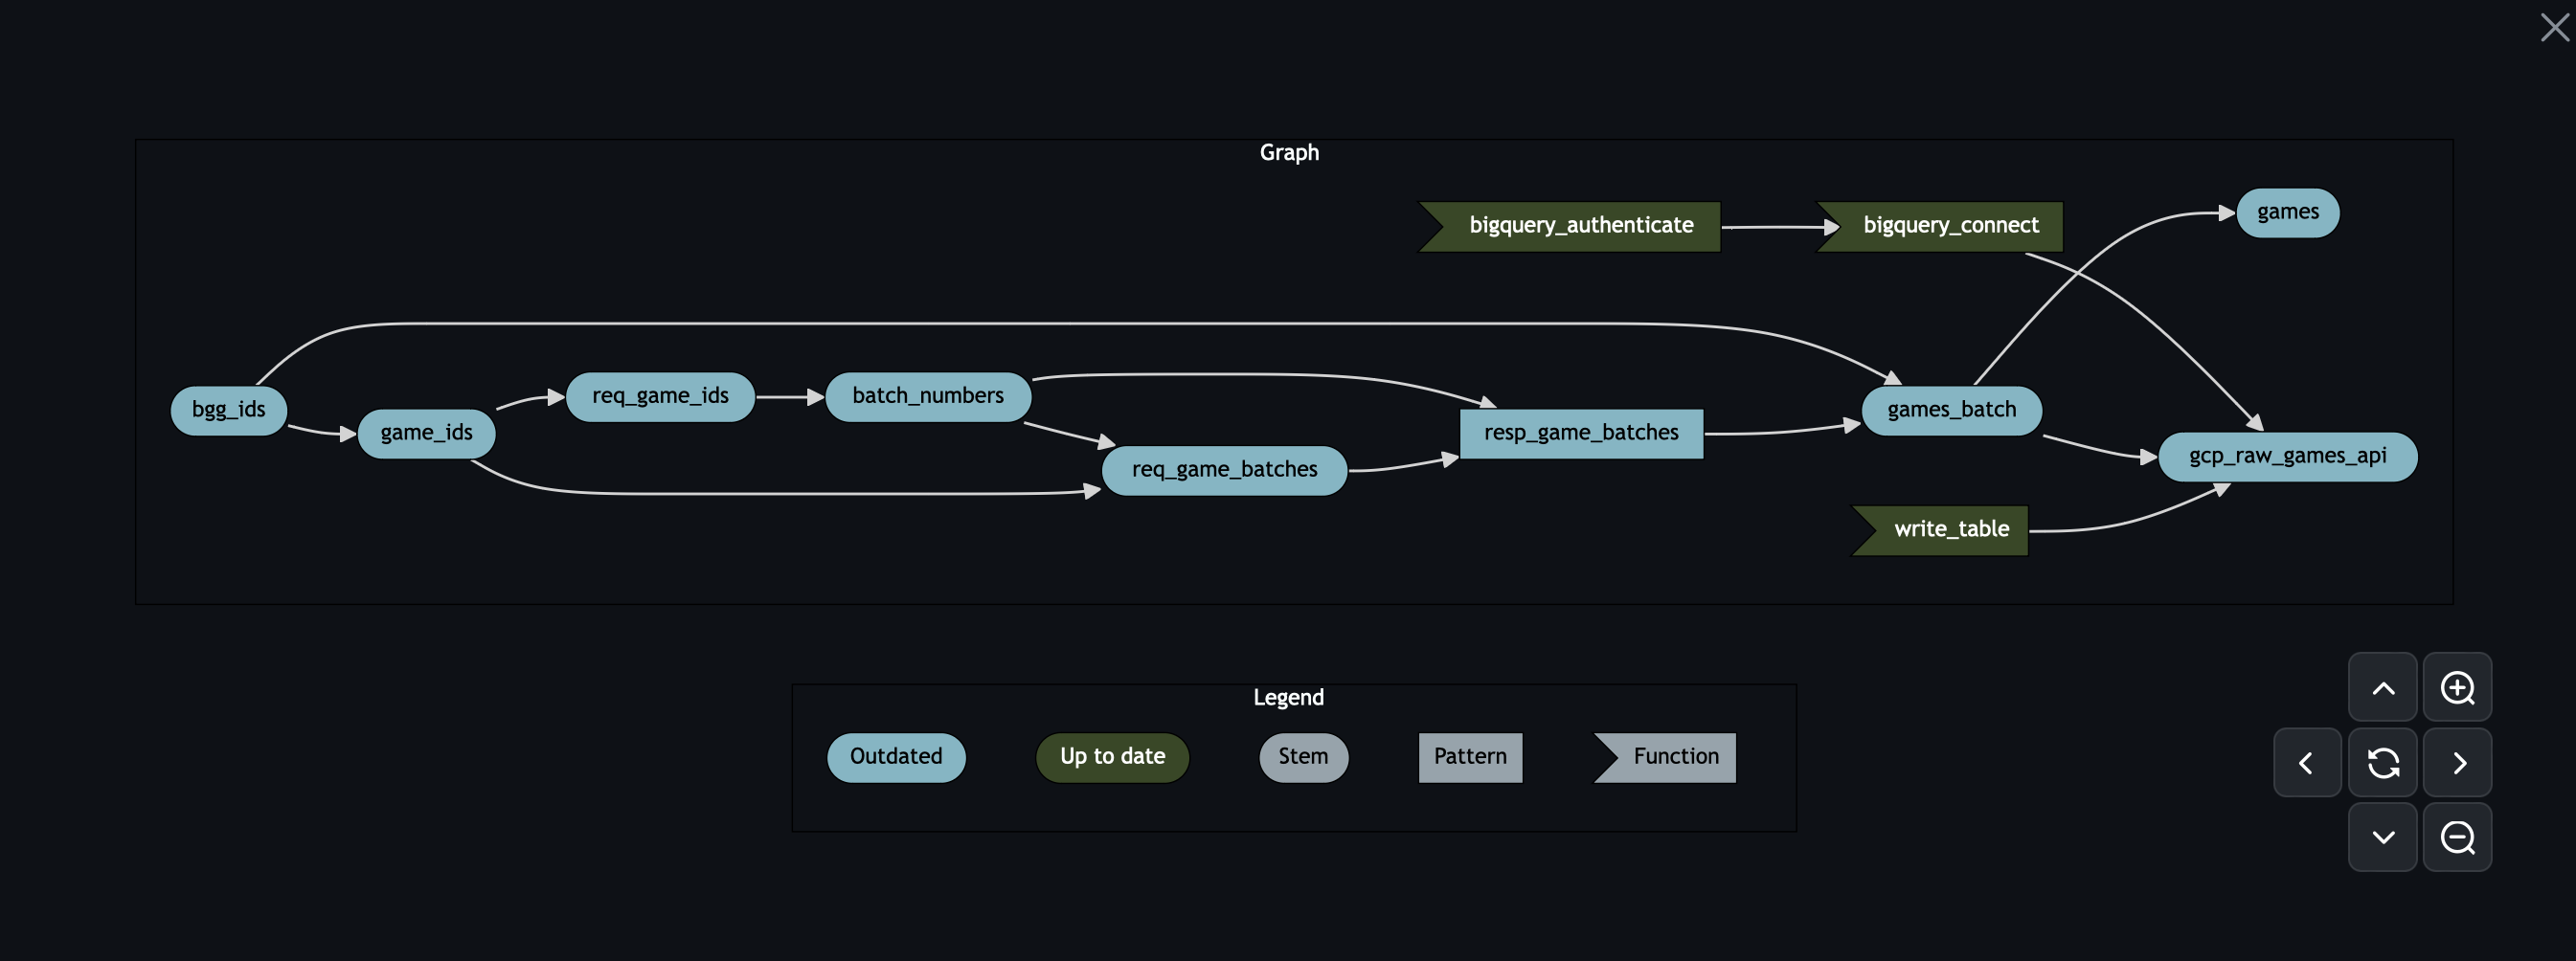 Graph
bigquery_authenticate
bigquery_connect
games
bgg_ids
game_ids
req_game_ids
batch_numbers
req_game_batches
resp_game_batches
games_batch
gcp_raw_games_api
write_table
Legend
Outdated
Up to date
Stem
Pattern
Function